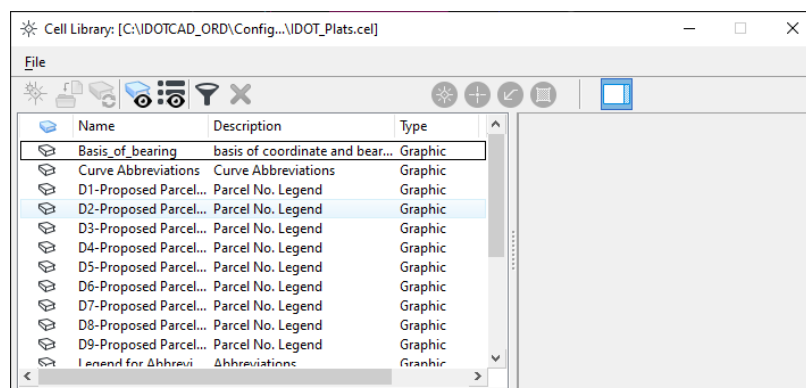 Cell Library: [C:\IDOTCAD_ORD\Config...\IDOT_Plats.cel]
File
Name Description Type
Basis_of_bearing basis of coordinate and bear... Graphic
Curve Abbreviations Curve Abbreviations Graphic
D1-Proposed Parcel... Parcel No. Legend Graphic
D2-Proposed Parcel... Parcel No. Legend Graphic
D3-Proposed Parcel... Parcel No. Legend Graphic
D4-Proposed Parcel... Parcel No. Legend Graphic
D5-Proposed Parcel... Parcel No. Legend Graphic
D6-Proposed Parcel... Parcel No. Legend Graphic
D7-Proposed Parcel... Parcel No. Legend Graphic
D8-Proposed Parcel... Parcel No. Legend Graphic
D9-Proposed Parcel... Parcel No. Legend Graphic
Legend for Abbrevi... Abbreviations Graphic